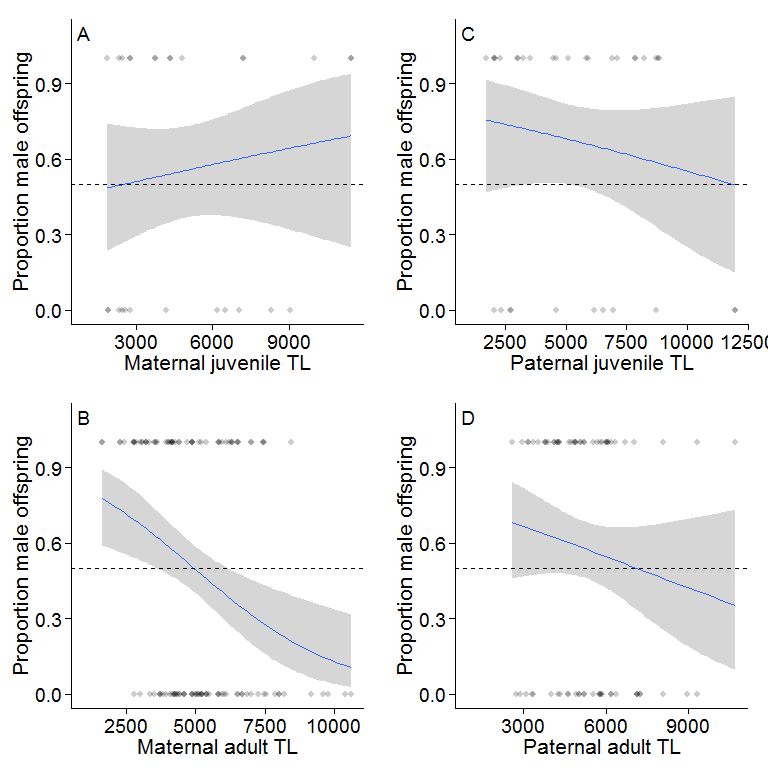 A
Proportion male offspring
0.9
0.6
0.3
0.0
3000 6000 9000
Maternal juvenile TL
C
Proportion male offspring
0.9
0.6
0.3
0.0
2500 5000 7500 10000 12500
Paternal juvenile TL
B
Proportion male offspring
0.9
0.6
0.3
0.0
2500 5000 7500 10000
Maternal adult TL
D
Proportion male offspring
0.9
0.6
0.3
0.0
3000 6000 9000
Paternal adult TL